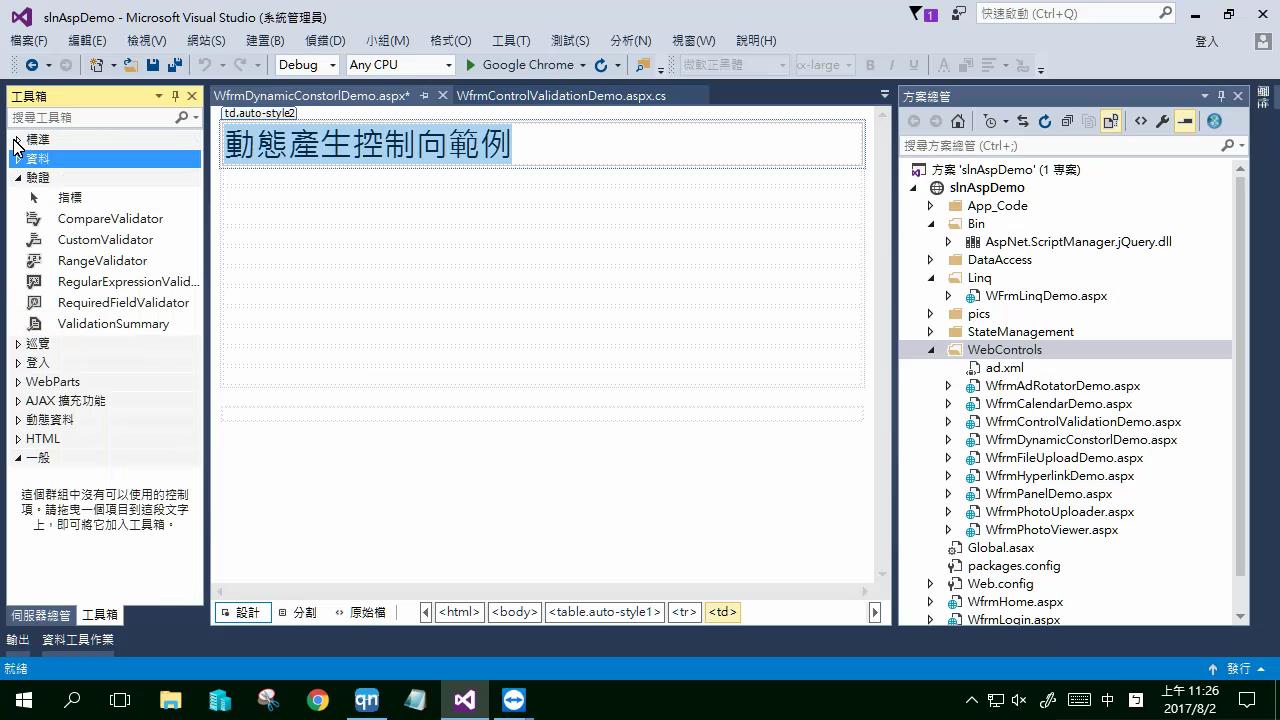 slnAspDemo - Microsoft Visual Studio (系統管理員)
1
快速啟動 (Ctrl+Q)
檔案(F) 編輯(E) 檢視(V) 網站(S) 建置(B) 偵錯(D) 小組(M) 格式(O) 工具(T) 測試(S) 分析(N) 視窗(W) 說明(H)
登入
Debug Any CPU Google Chrome 微軟正黑體 xx-large B I U A
工具箱
搜尋工具箱
標準
資料
驗證
指標
CompareValidator
CustomValidator
RangeValidator
RegularExpressionValid...
RequiredFieldValidator
ValidationSummary
巡覽
登入
WebParts
AJAX 擴充功能
動態資料
HTML
一般
這個群組中沒有可以使用的控制
項。請拖曳一個項目到這段文字
上，即可將它加入工具箱。
伺服器總管 工具箱
WfrmDynamicConstorlDemo.aspx* WfrmControlValidationDemo.aspx.cs
td.auto-style2
動態產生控制向範例
設計 分割 原始檔 <html> <body> <table.auto-style1> <tr> <td>
方案總管
搜尋方案總管 (Ctrl+;)
方案 'slnAspDemo' (1 專案)
slnAspDemo
App_Code
Bin
AspNet.ScriptManager.jQuery.dll
DataAccess
Linq
WFrmLinqDemo.aspx
pics
StateManagement
WebControls
ad.xml
WfrmAdRotatorDemo.aspx
WfrmCalendarDemo.aspx
WfrmControlValidationDemo.aspx
WfrmDynamicConstorlDemo.aspx
WfrmFileUploadDemo.aspx
WfrmHyperlinkDemo.aspx
WfrmPanelDemo.aspx
WfrmPhotoUploader.aspx
WfrmPhotoViewer.aspx
Global.asax
packages.config
Web.config
WfrmHome.aspx
WfrmLogin.aspx
輸出 資料工具作業
就緒
發行
qn
中
上午 11:26
2017/8/2